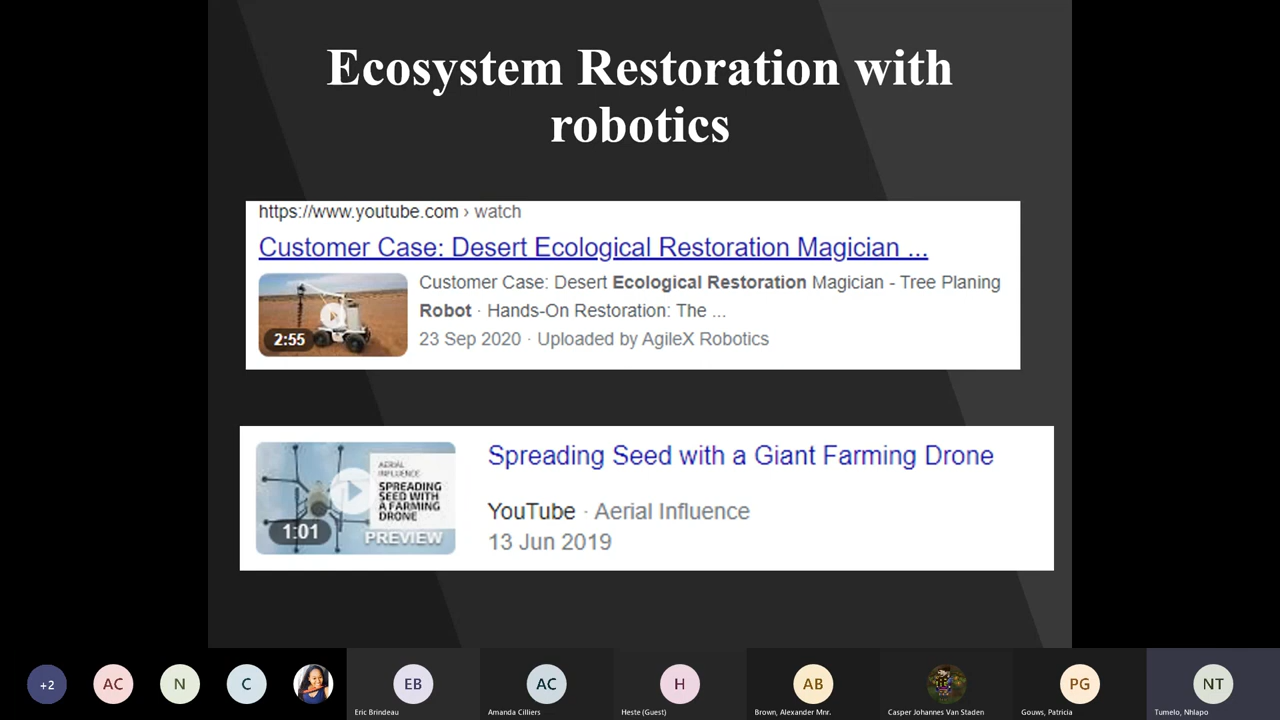 Ecosystem Restoration with
robotics
https://www.youtube.com › watch
Customer Case: Desert Ecological Restoration Magician ...
Customer Case: Desert Ecological Restoration Magician - Tree Planing
Robot · Hands-On Restoration: The ...
23 Sep 2020 · Uploaded by AgileX Robotics
2:55
Spreading Seed with a Giant Farming Drone
YouTube · Aerial Influence
13 Jun 2019
AERIAL
INFLUENCE:
SPREADING
SEED WITH
A FARMING
DRONE
1:01
PREVIEW
+2
AC
N
C
EB
Eric Brindeau
AC
Amanda Cilliers
H
Heste (Guest)
AB
Brown, Alexander Mnr.
Casper Johannes Van Staden
PG
Gouws, Patricia
NT
Tumelo, Nhlapo